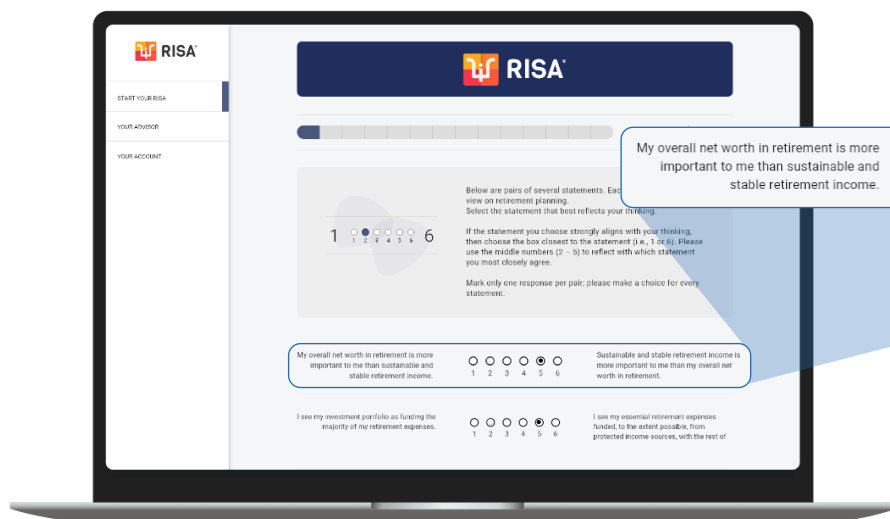 RISA®
START YOUR RISA
YOUR ADVISOR
YOUR ACCOUNT
RISA®
My overall net worth in retirement is more
important to me than sustainable and
stable retirement income.
Below are pairs of several statements. Eac
view on retirement planning.
Select the statement that best reflects your thinking.
If the statement you choose strongly aligns with your thinking,
then choose the box closest to the statement (i.e., 1 or 6). Please
use the middle numbers (2 – 5) to reflect with which statement
you most closely agree.
Mark only one response per pair; please make a choice for every
statement.
1 6
1 2 3 4 5 6
My overall net worth in retirement is more
important to me than sustainable and
stable retirement income.
1 2 3 4 5 6
Sustainable and stable retirement income is
more important to me than my overall net
worth in retirement.
I see my investment portfolio as funding the
majority of my retirement expenses.
1 2 3 4 5 6
I see my essential retirement expenses
funded, to the extent possible, from
protected income sources, with the rest of